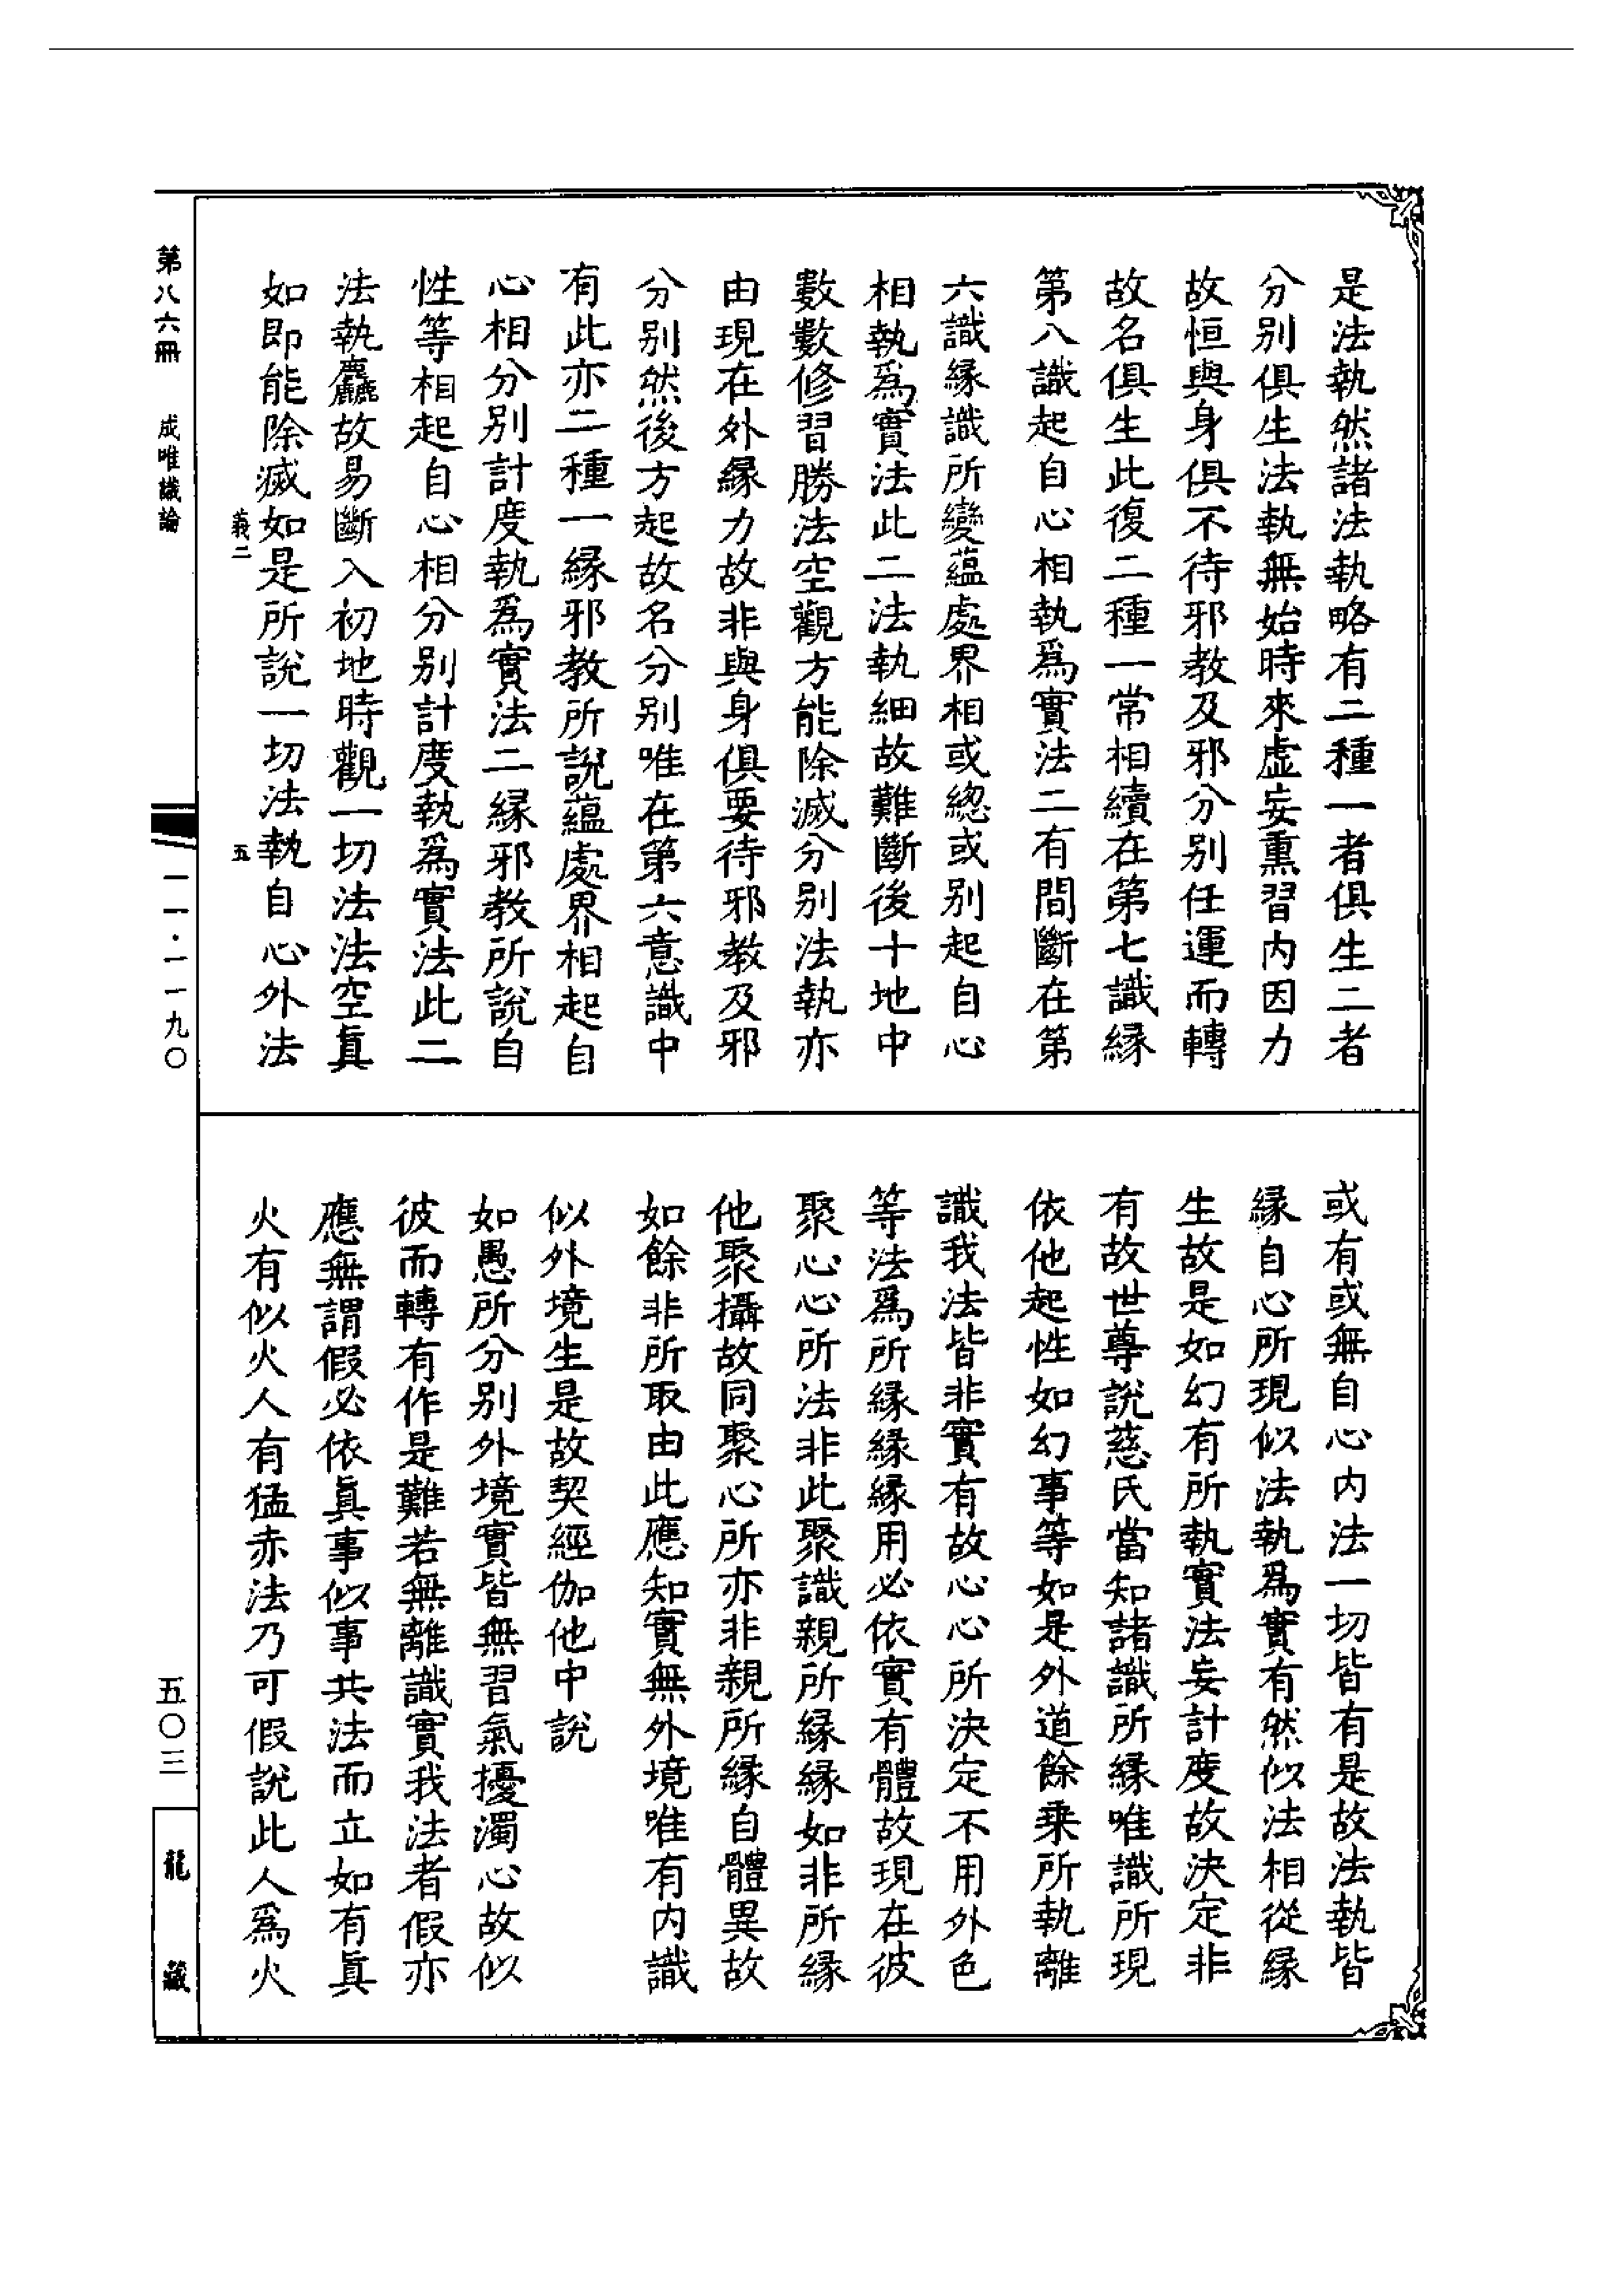 是法執然諸法執略有二種一者俱生二者
分别俱生法執無始時來虛妄熏習内因力
故恒與身俱不待邪教及邪分别任運而轉
故名俱生此復二種一常相續在第七識緣
第八識起自心相執爲實法二有間斷在第
六識緣識所變蘊處界相或總或别起自心
相執爲實法此二法執細故難斷後十地中
數數修習勝法空觀方能除滅分别法執亦
由現在外緣力故非與身俱要待邪教及邪
分别然後方起故名分别唯在第六意識中
有此亦二種一緣邪教所說蘊處界相起自
心相分别計度執爲實法二緣邪教所說自
性等相起自心相分别計度執爲實法此二
法執麤故易斷入初地時觀一切法法空眞
如即能除滅如是所說一切法執自心外法
義二
五
或有或無自心内法一切皆有是故法執皆
緣自心所現似法執爲實有然似法相從緣
生故是如幻有所執實法妄計度故決定非
有故世尊說慈氏當知諸識所緣唯識所現
依他起性如幻事等如是外道餘乘所執離
識我法皆非實有故心心所決定不用外色
等法爲所緣緣緣用必依實有體故現在彼
聚心心所法非此聚識親所緣緣如非所緣
他聚攝故同聚心所亦非親所緣自體異故
如餘非所取由此應知實無外境唯有内識
似外境生是故契經伽他中說
如愚所分别外境實皆無習氣擾濁心故似
彼而轉有作是難若無離識實我法者假亦
應無謂假必依眞事似事共法而立如有眞
火有似火人有猛赤法乃可假說此人爲火
第八六冊　成唯識論
一一·一一九〇
五〇三
龍藏